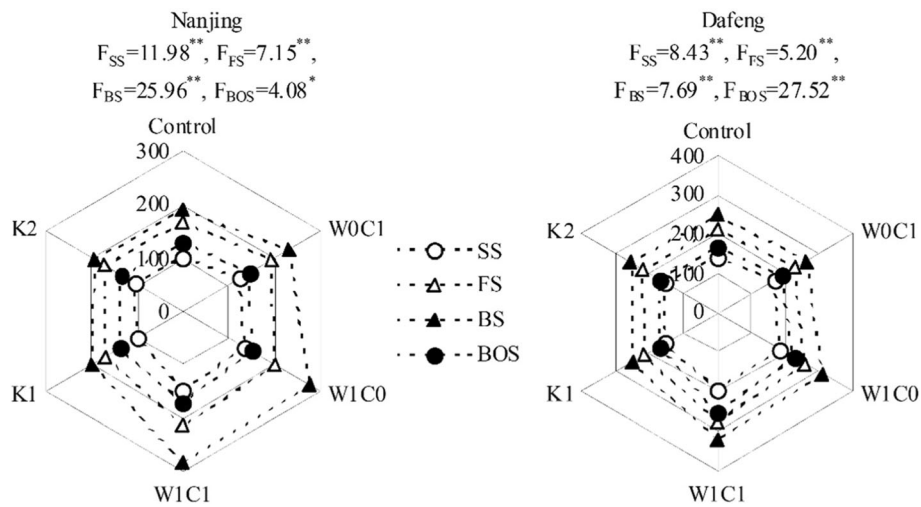 Nanjing
F_SS=11.98**, F_FS=7.15**,
F_BS=25.96**, F_BOS=4.08*
Control
300
200
100
0
K2
W0C1
K1
W1C0
W1C1
SS
FS
BS
BOS
Dafeng
F_SS=8.43**, F_FS=5.20**,
F_BS=7.69**, F_BOS=27.52**
Control
400
300
200
100
0
K2
W0C1
K1
W1C0
W1C1